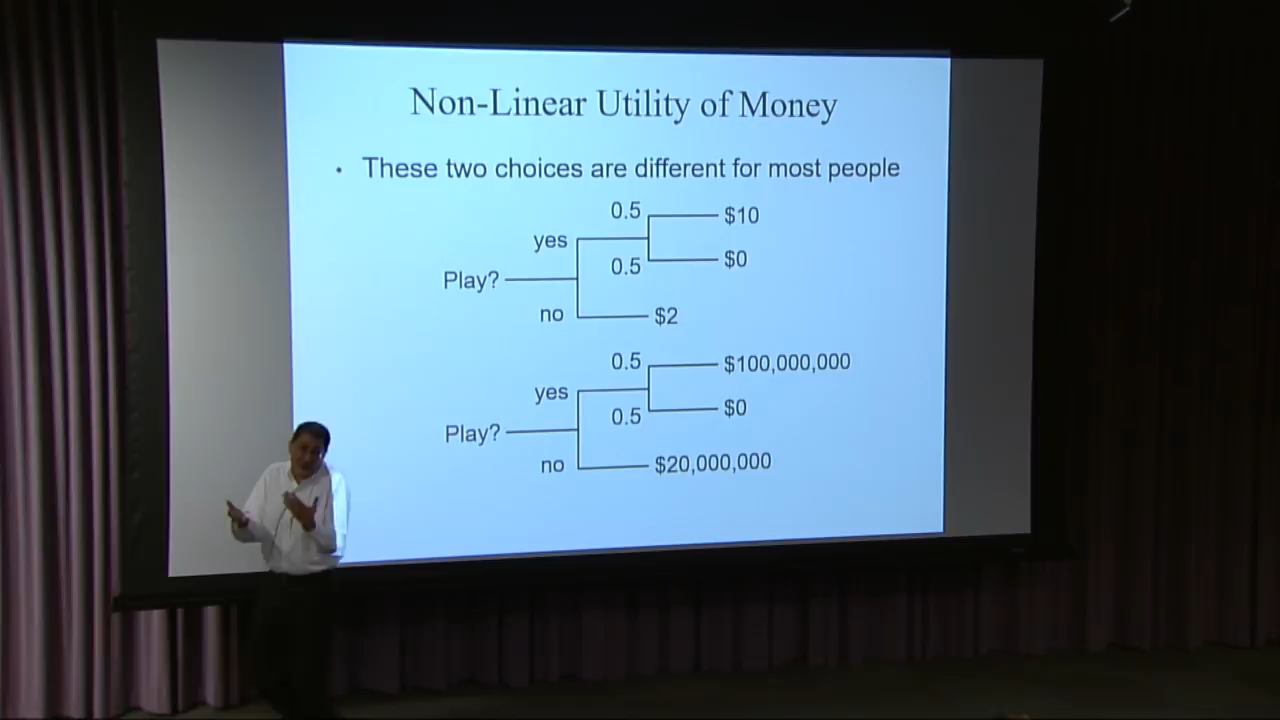 Non-Linear Utility of Money
• These two choices are different for most people
0.5
$10
yes
0.5
$0
Play?
no
$2
0.5
$100,000,000
yes
0.5
$0
Play?
no
$20,000,000